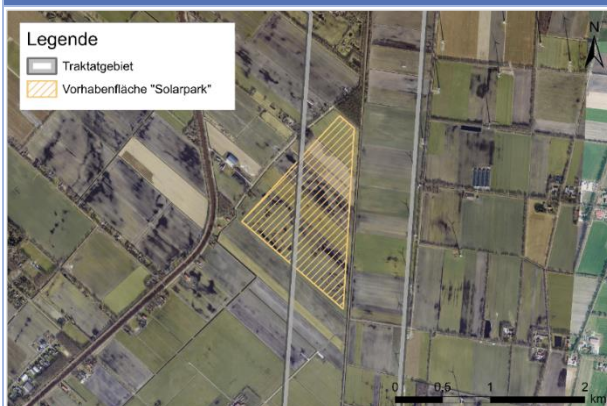 Legende
Traktatgebiet
Vorhabenfläche "Solarpark"
N
0 0,5 1 2
km